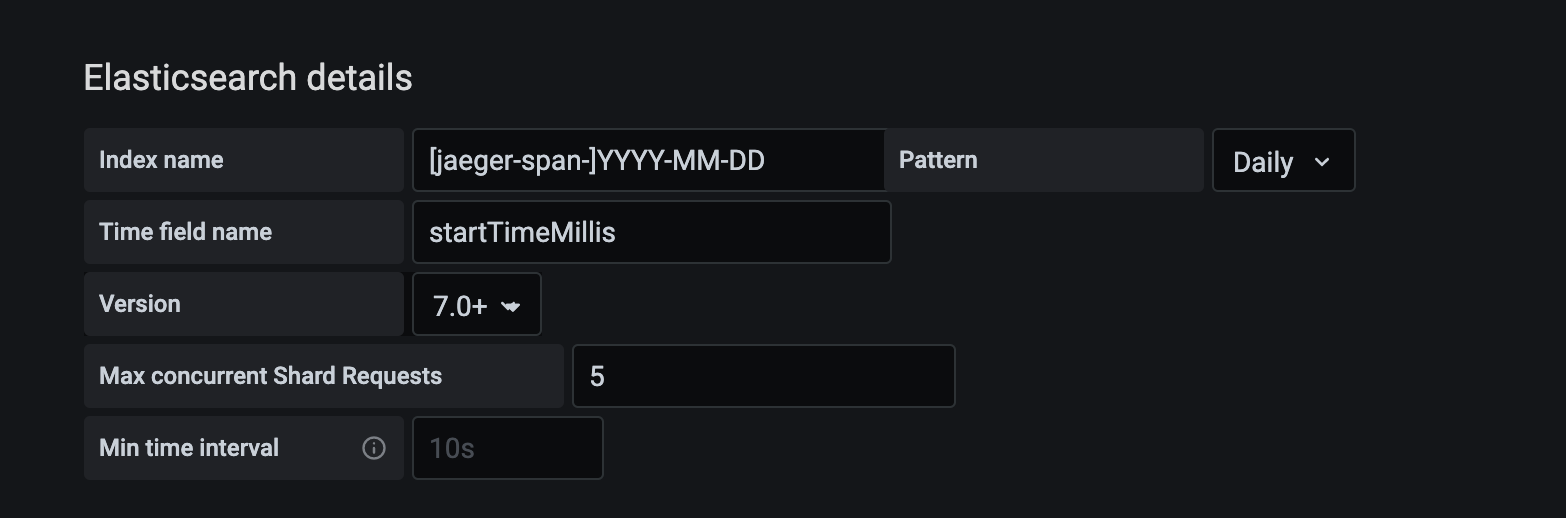 Elasticsearch details
Index name [jaeger-span-]YYYY-MM-DD Pattern Daily
Time field name startTimeMillis
Version 7.0+
Max concurrent Shard Requests 5
Min time interval 10s